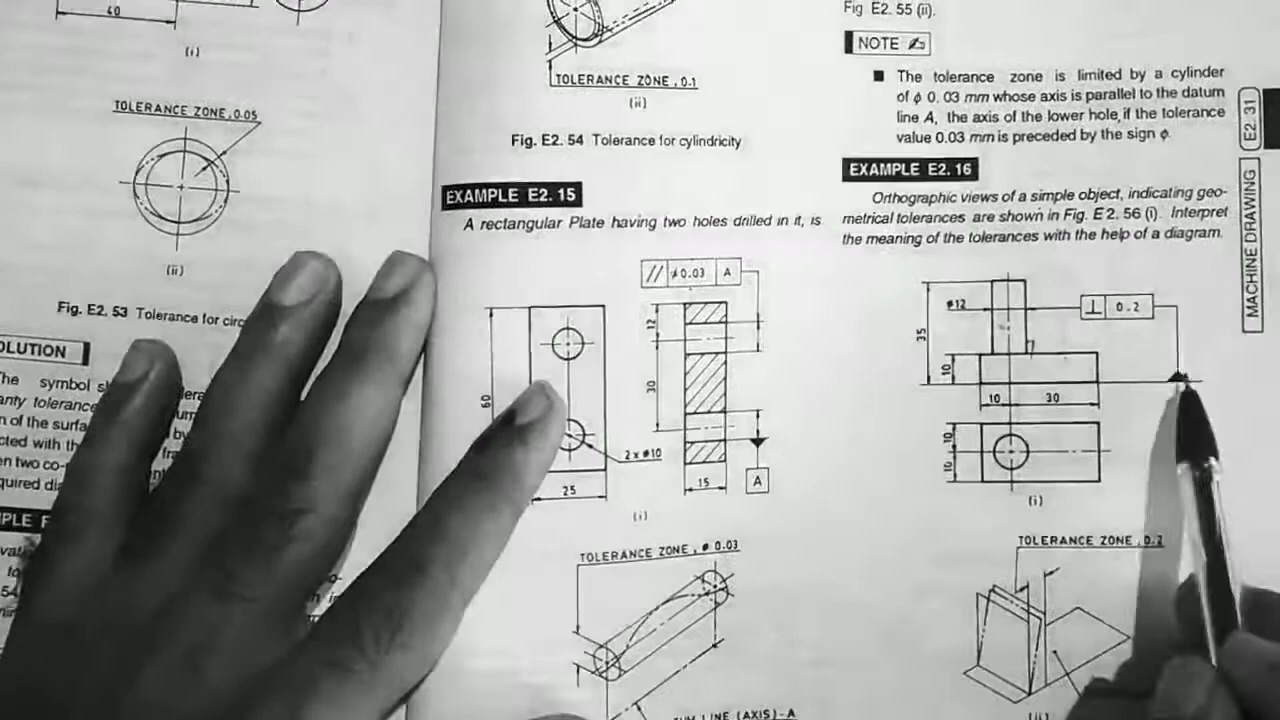 40
(i)
TOLERANCE ZONE, 0.05
(ii)
Fig. E2. 53 Tolerance for
OLUTION
The symbol
arity tolerance
n of the surfa
cted with th
en two co-
quired
TOLERANCE ZONE , 0.1
(ii)
Fig. E2. 54 Tolerance for cylindricity
EXAMPLE E2. 15
A rectangular Plate having two holes drilled in it, is
// ϕ0.03 A
12
30
60
2 x ϕ10
25
15
A
(i)
TOLERANCE ZONE , ϕ 0.03
LINE (AXIS)-A
Fig E2. 55 (ii).
NOTE
■ The tolerance zone is limited by a cylinder
of ϕ 0. 03 mm whose axis is parallel to the datum
line A, the axis of the lower hole, if the tolerance
value 0.03 mm is preceded by the sign ϕ.
EXAMPLE E2. 16
Orthographic views of a simple object, indicating geo-
metrical tolerances are shown in Fig. E2. 56 (i). Interpret
the meaning of the tolerances with the help of a diagram.
ϕ12
⊥ 0.2
35
10
10 30
10
10
(i)
TOLERANCE ZONE , 0.2
(ii)
E2. 31
MACHINE DRAWING